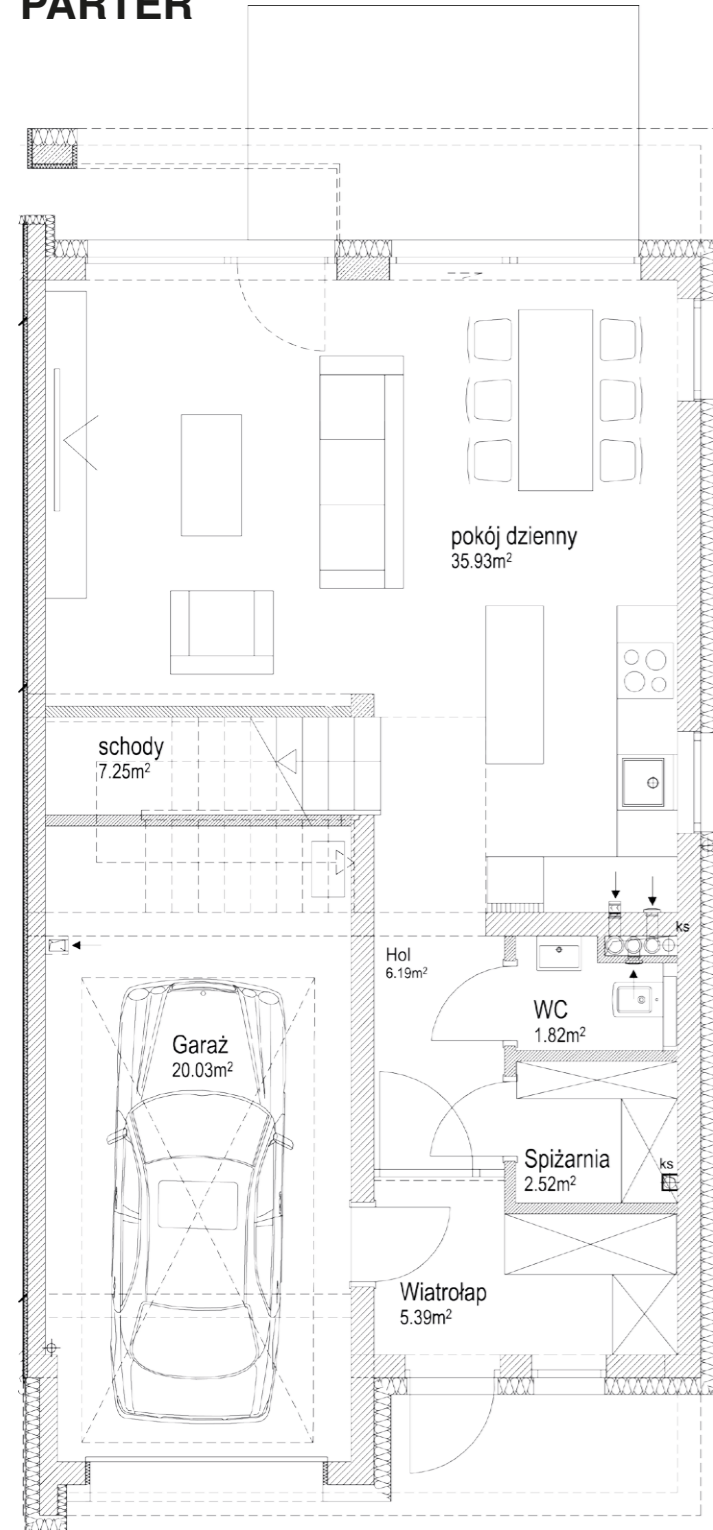 PARTER
pokój dzienny
35.93m²
schody
7.25m²
ks
Hol
6.19m²
WC
1.82m²
Garaż
20.03m²
Spiżarnia
2.52m²
ks
Wiatrołap
5.39m²